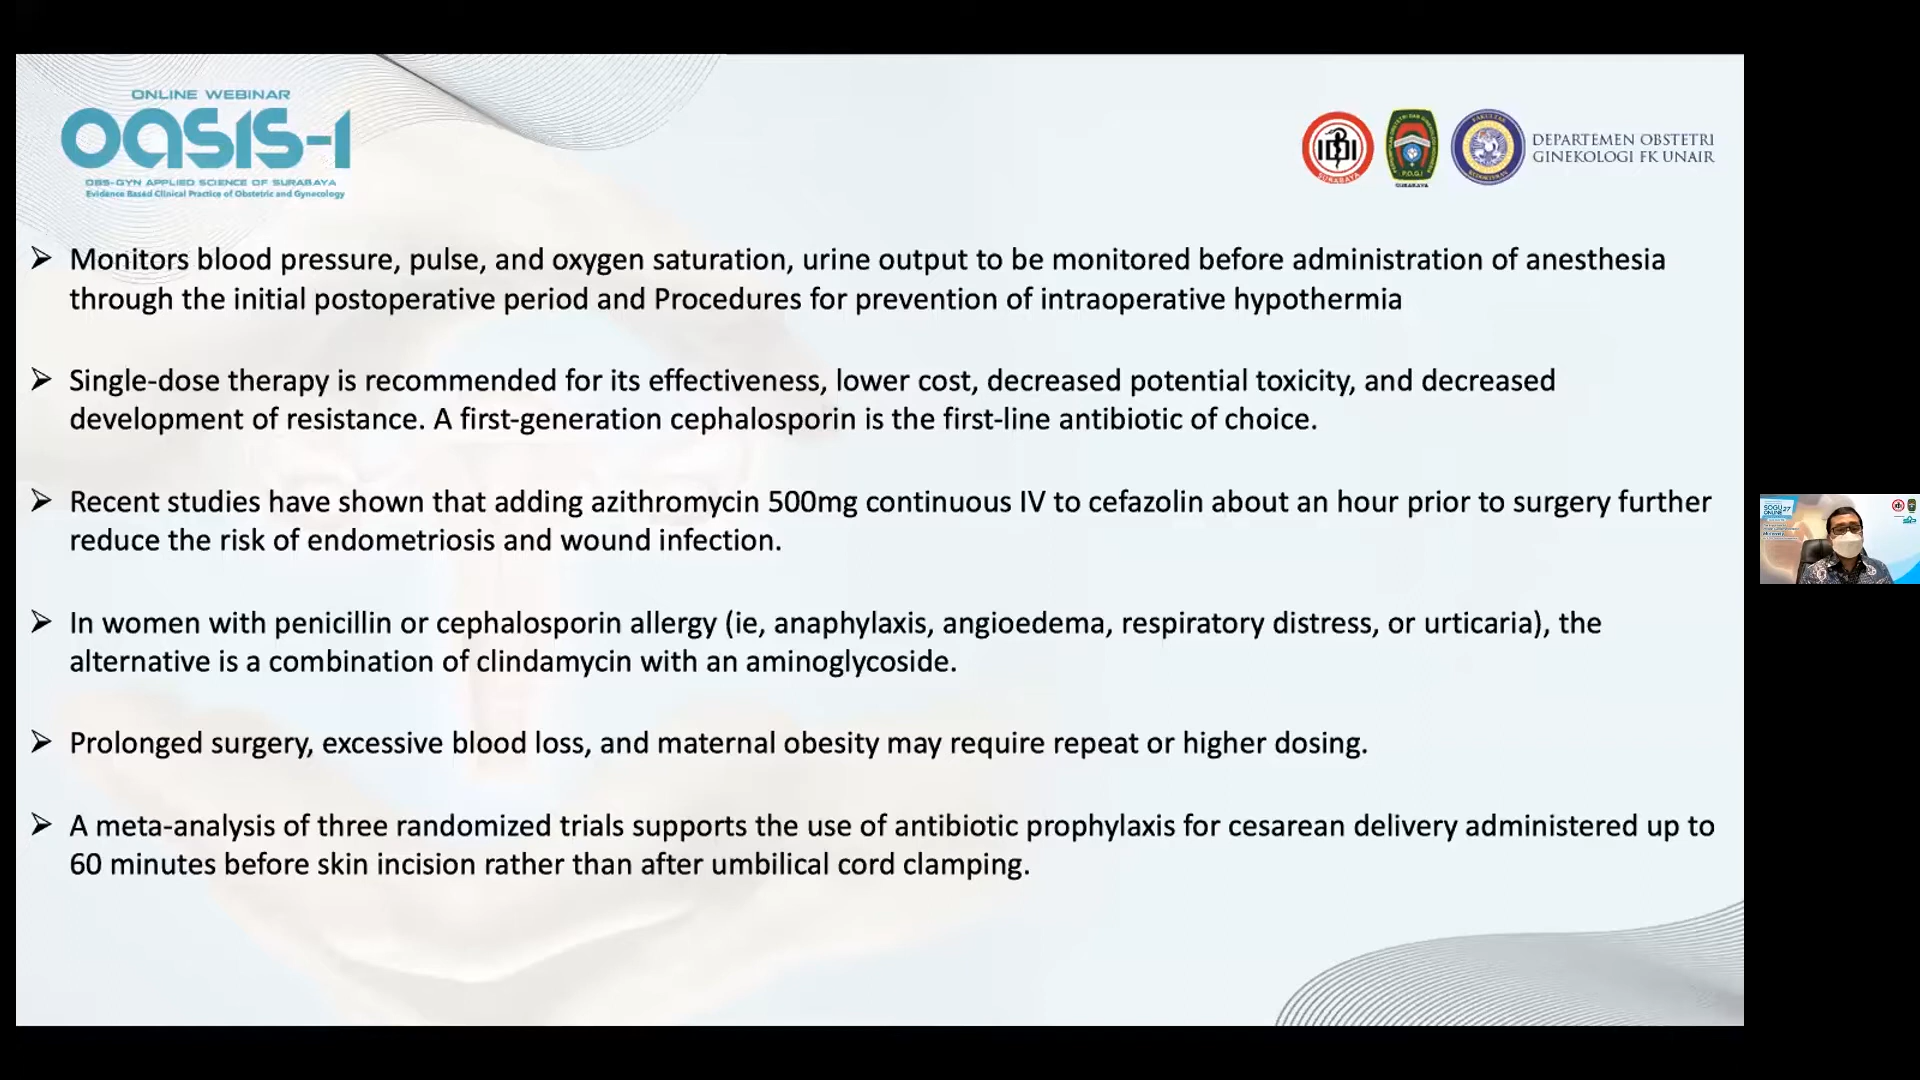 ONLINE WEBINAR
OASIS-1
OBS-GYN APPLIED SCIENCE OF SURABAYA
Evidence Based Clinical Practice of Obstetric and Gynecology
IDI
SURABAYA
P.O.G.I
SURABAYA
FAKULTAS
KEDOKTERAN
DEPARTEMEN OBSTETRI
GINEKOLOGI FK UNAIR
➢ Monitors blood pressure, pulse, and oxygen saturation, urine output to be monitored before administration of anesthesia
through the initial postoperative period and Procedures for prevention of intraoperative hypothermia
➢ Single-dose therapy is recommended for its effectiveness, lower cost, decreased potential toxicity, and decreased
development of resistance. A first-generation cephalosporin is the first-line antibiotic of choice.
➢ Recent studies have shown that adding azithromycin 500mg continuous IV to cefazolin about an hour prior to surgery further
reduce the risk of endometriosis and wound infection.
➢ In women with penicillin or cephalosporin allergy (ie, anaphylaxis, angioedema, respiratory distress, or urticaria), the
alternative is a combination of clindamycin with an aminoglycoside.
➢ Prolonged surgery, excessive blood loss, and maternal obesity may require repeat or higher dosing.
➢ A meta-analysis of three randomized trials supports the use of antibiotic prophylaxis for cesarean delivery administered up to
60 minutes before skin incision rather than after umbilical cord clamping.
SOGU 27
ONLINE